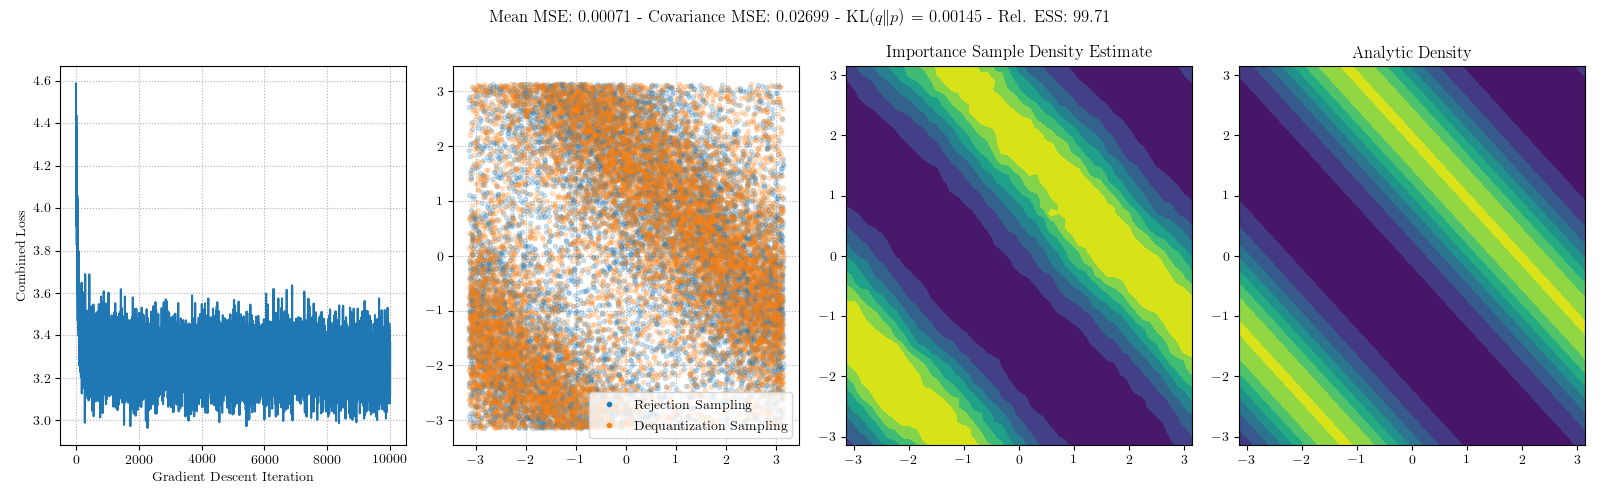 Mean MSE: 0.00071 - Covariance MSE: 0.02699 - KL(q‖p) = 0.00145 - Rel. ESS: 99.71
Combined Loss
4.6
4.4
4.2
4.0
3.8
3.6
3.4
3.2
3.0
0 2000 4000 6000 8000 10000
Gradient Descent Iteration
3
2
1
0
−1
−2
−3
−3 −2 −1 0 1 2 3
Rejection Sampling
Dequantization Sampling
Importance Sample Density Estimate
3
2
1
0
−1
−2
−3
−3 −2 −1 0 1 2 3
Analytic Density
3
2
1
0
−1
−2
−3
−3 −2 −1 0 1 2 3